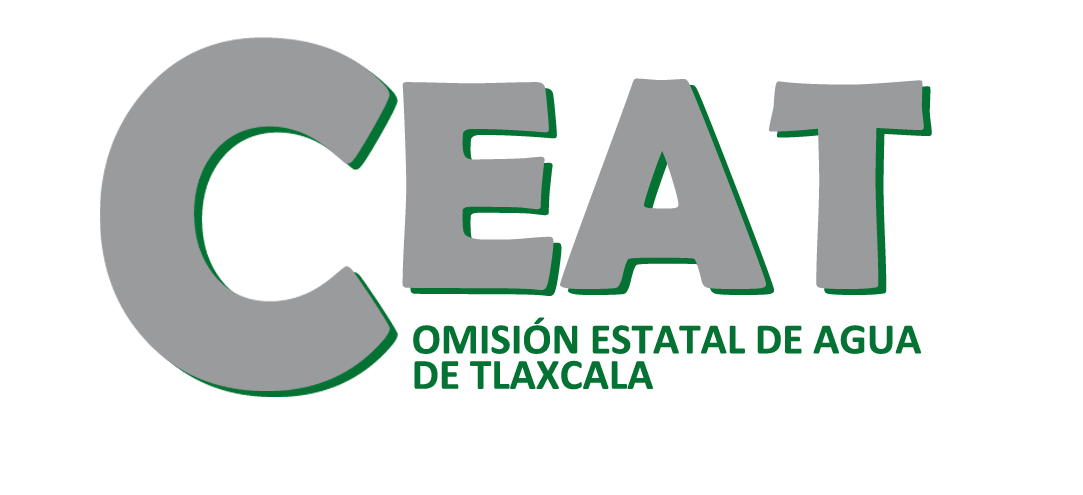 CEAT
OMISIÓN ESTATAL DE AGUA
DE TLAXCALA